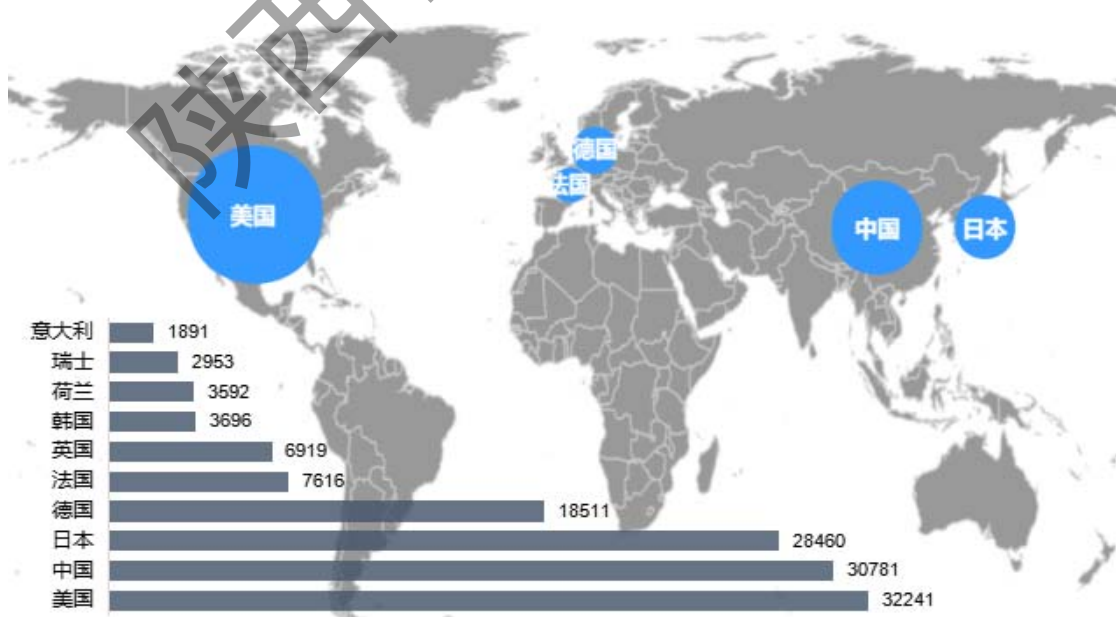 陕西
德国
法国
美国
中国
日本
意大利 1891
瑞士 2953
荷兰 3592
韩国 3696
英国 6919
法国 7616
德国 18511
日本 28460
中国 30781
美国 32241